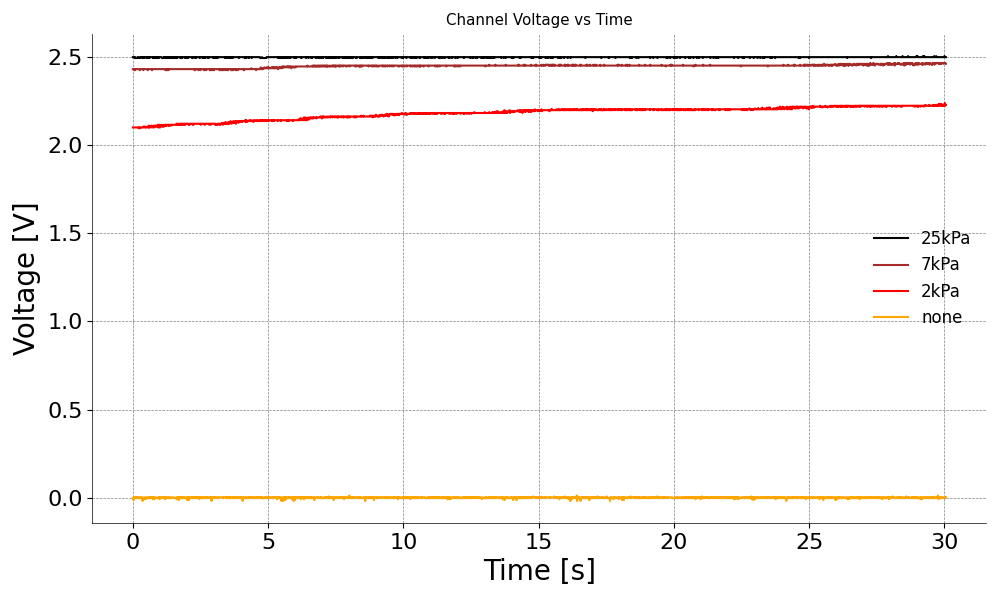 Channel Voltage vs Time
Voltage [V]
2.5
2.0
1.5
1.0
0.5
0.0
25kPa
7kPa
2kPa
none
0 5 10 15 20 25 30
Time [s]